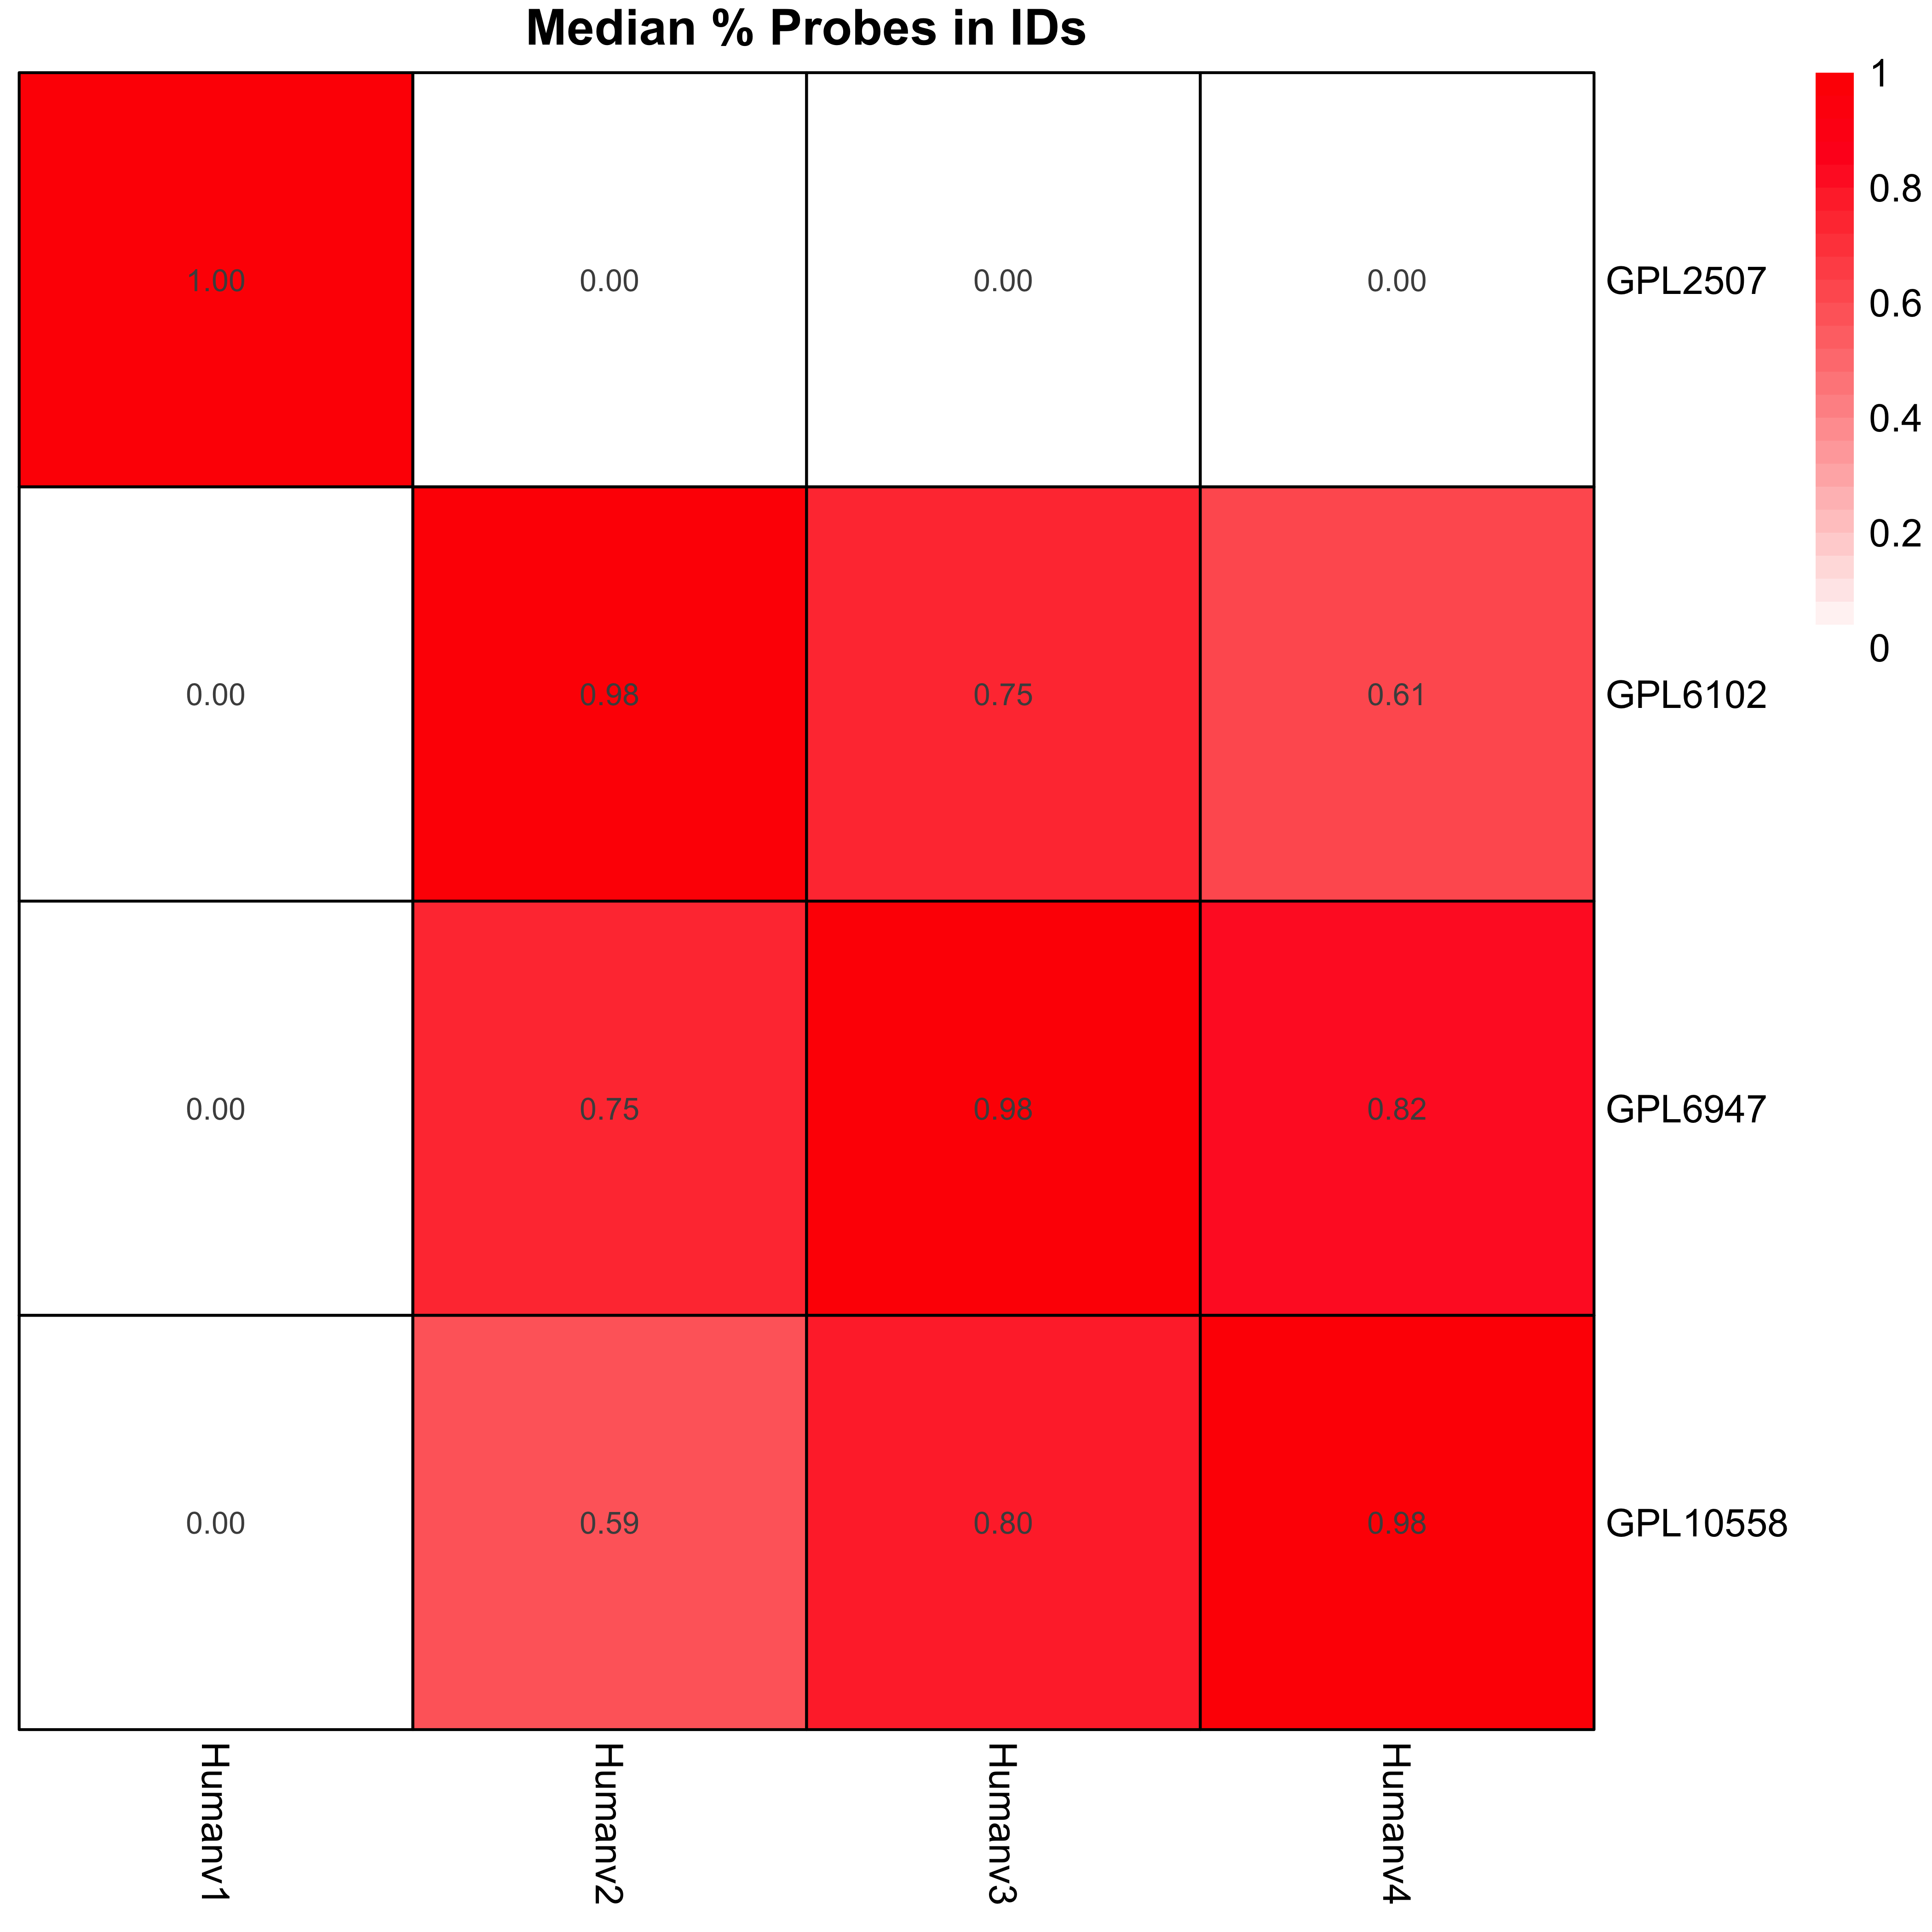 Median % Probes in IDs
1.00 0.00 0.00 0.00 GPL2507
0.00 0.98 0.75 0.61 GPL6102
0.00 0.75 0.98 0.82 GPL6947
0.00 0.59 0.80 0.98 GPL10558
Humanv1 Humanv2 Humanv3 Humanv4
1
0.8
0.6
0.4
0.2
0